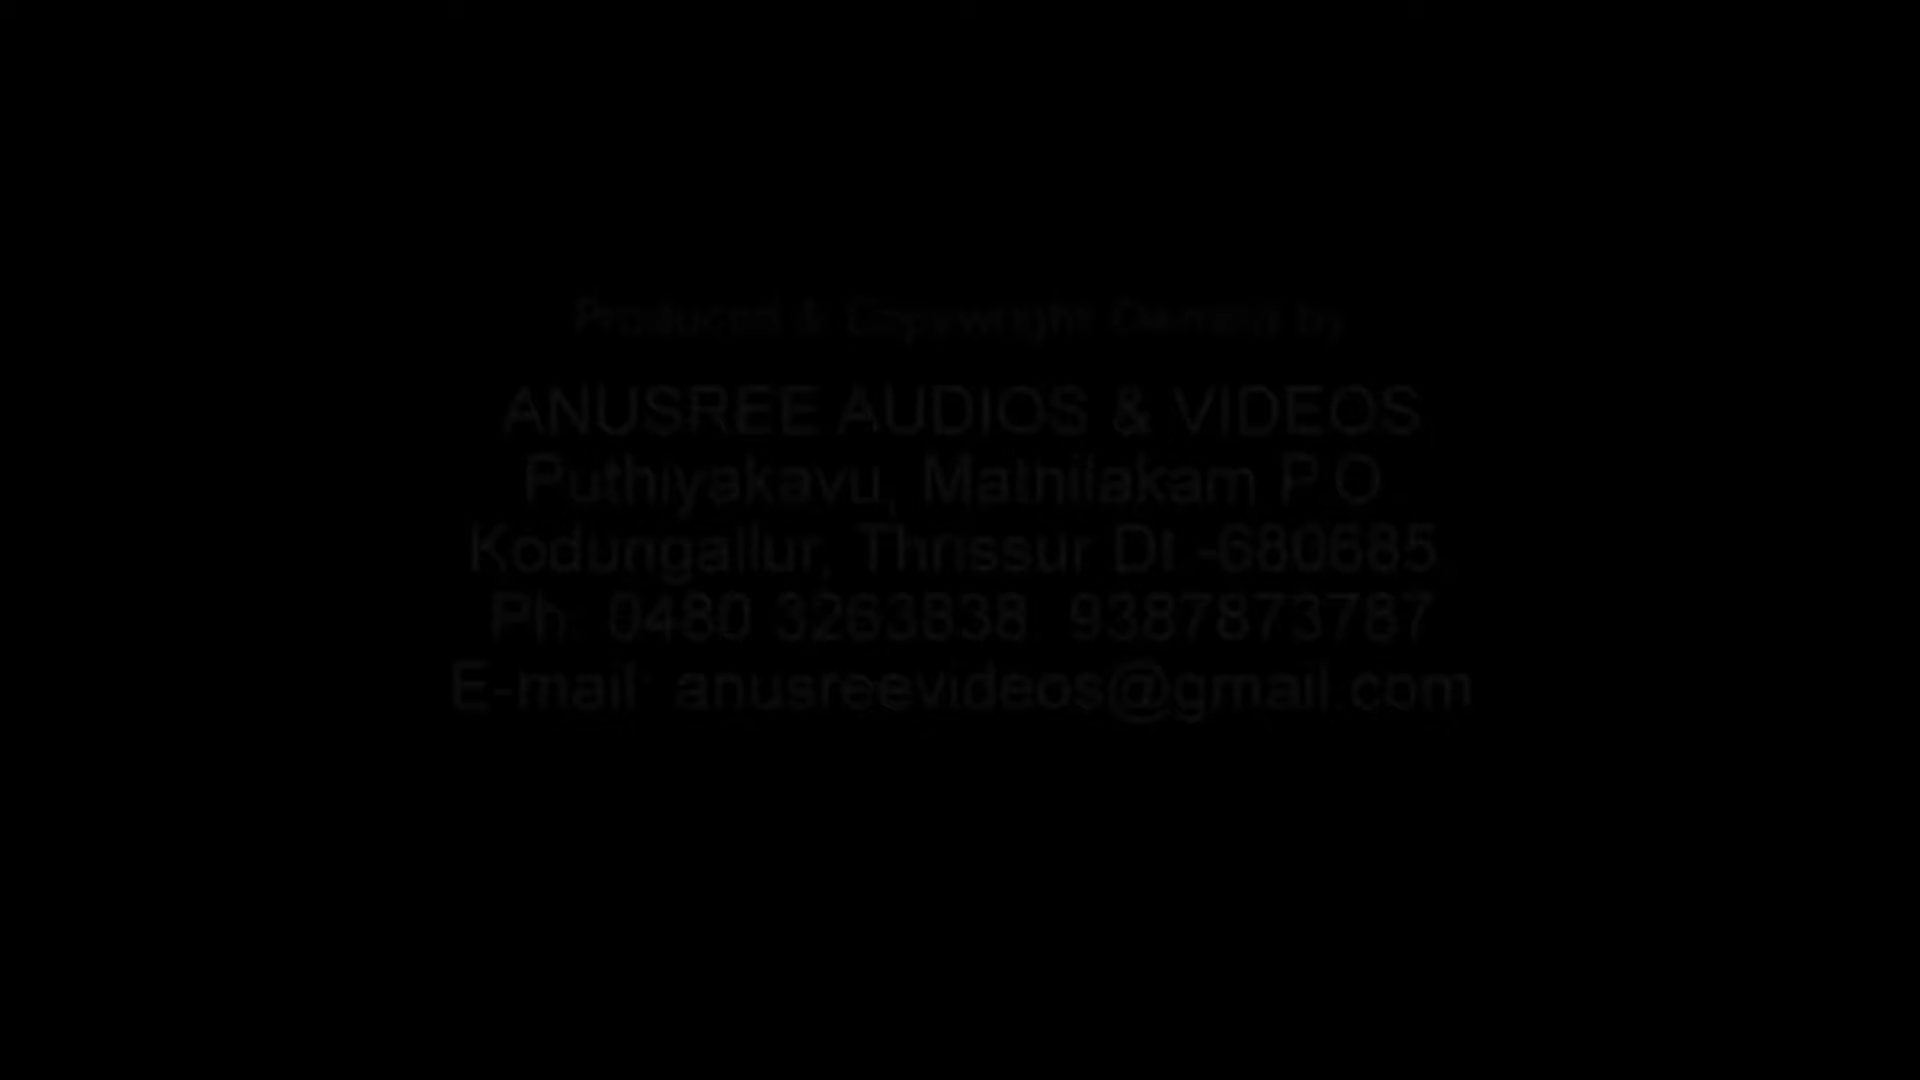 Produced & Copywright Owners by
ANUSREE AUDIOS & VIDEOS
Puthiyakavu, Mathilakam P.O
Kodungallur, Thrissur Dt.-680685
Ph: 0480 3263838, 9387873787
E-mail: anusreevideos@gmail.com